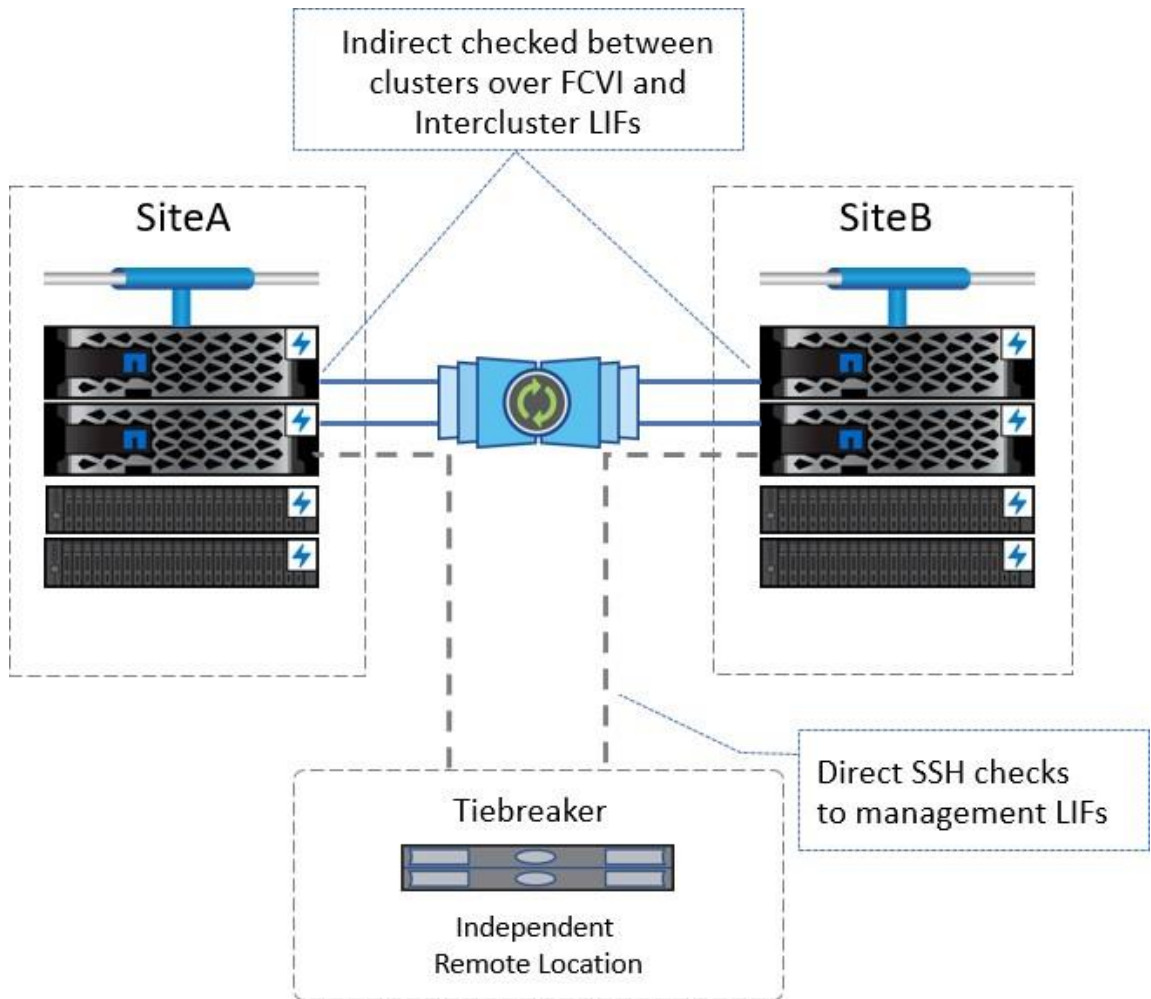 Indirect checked between
clusters over FCVI and
Intercluster LIFs
SiteA
SiteB
Direct SSH checks
to management LIFs
Tiebreaker
Independent
Remote Location